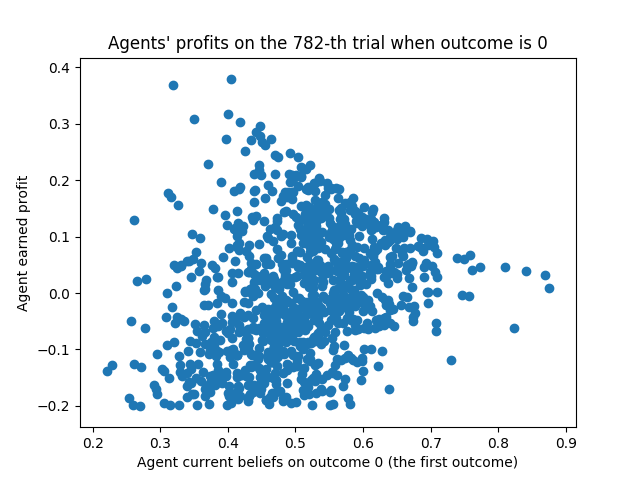 Agents' profits on the 782-th trial when outcome is 0
0.4
0.3
0.2
0.1
0.0
−0.1
−0.2
Agent earned profit
0.2 0.3 0.4 0.5 0.6 0.7 0.8 0.9
Agent current beliefs on outcome 0 (the first outcome)